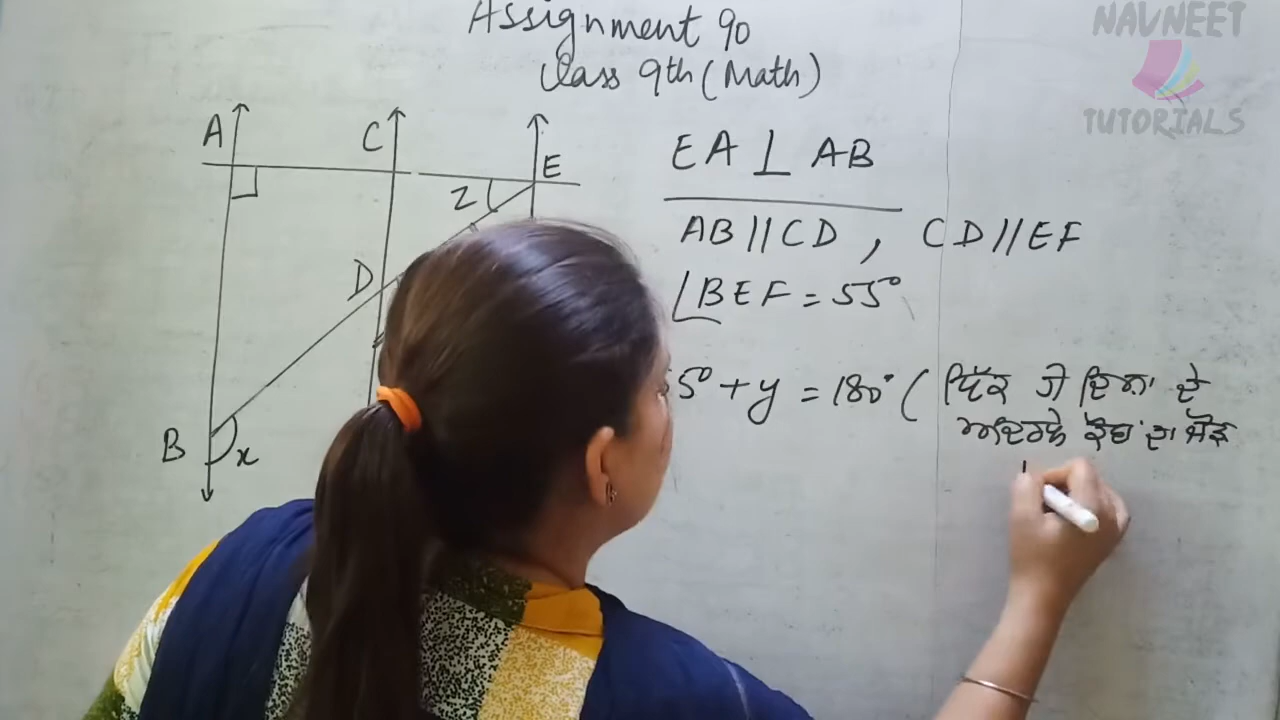 Assignment 90
Class 9th (Math)
NAVNEET
TUTORIALS
A
C
E
Z
D
B
x
EA ⊥ AB
AB//CD , CD//EF
∠BEF = 55°
5° + y = 180° ( ਇੱਕ ਜੋ ਦਿਸ਼ਾ ਦੇ
ਅੰਦਰਲੇ ਕੋਣਾਂ ਦਾ ਜੋੜ